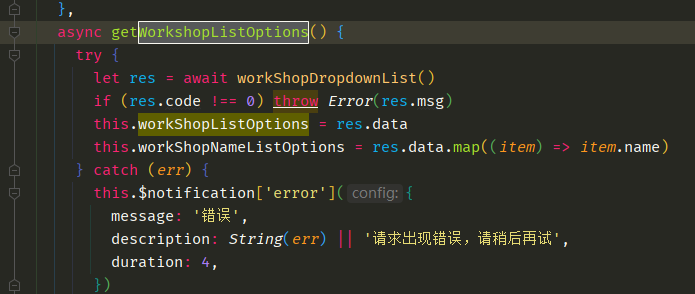 },
async getWorkshopListOptions() {
try {
let res = await workShopDropdownList()
if (res.code !== 0) throw Error(res.msg)
this.workShopListOptions = res.data
this.workShopNameListOptions = res.data.map((item) => item.name)
} catch (err) {
this.$notification['error']( config: {
message: '错误',
description: String(err) || '请求出现错误，请稍后再试',
duration: 4,
})